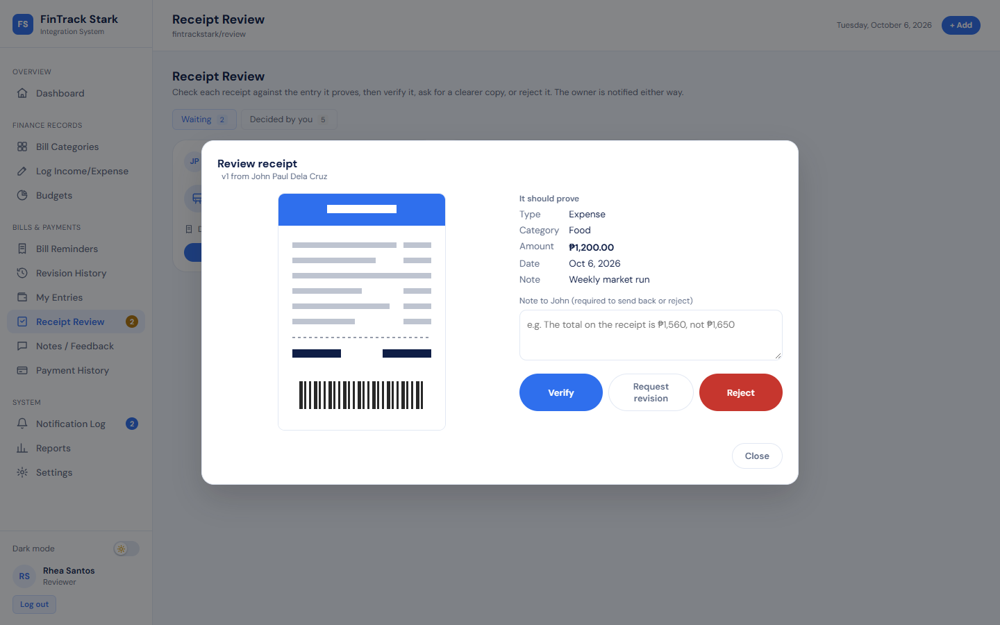 FS
FinTrack Stark
Integration System
OVERVIEW
Dashboard
FINANCE RECORDS
Bill Categories
Log Income/Expense
Budgets
BILLS & PAYMENTS
Bill Reminders
Revision History
My Entries
Receipt Review 2
Notes / Feedback
Payment History
SYSTEM
Notification Log 2
Reports
Settings
Dark mode
RS
Rhea Santos
Reviewer
Log out
Receipt Review
fintrackstark/review
Tuesday, October 6, 2026
+ Add
Receipt Review
Check each receipt against the entry it proves, then verify it, ask for a clearer copy, or reject it. The owner is notified either way.
Waiting 2
Decided by you 5
JP
Review receipt
v1 from John Paul Dela Cruz
It should prove
Type Expense
Category Food
Amount ₱1,200.00
Date Oct 6, 2026
Note Weekly market run
Note to John (required to send back or reject)
e.g. The total on the receipt is ₱1,560, not ₱1,650
Verify
Request
revision
Reject
Close